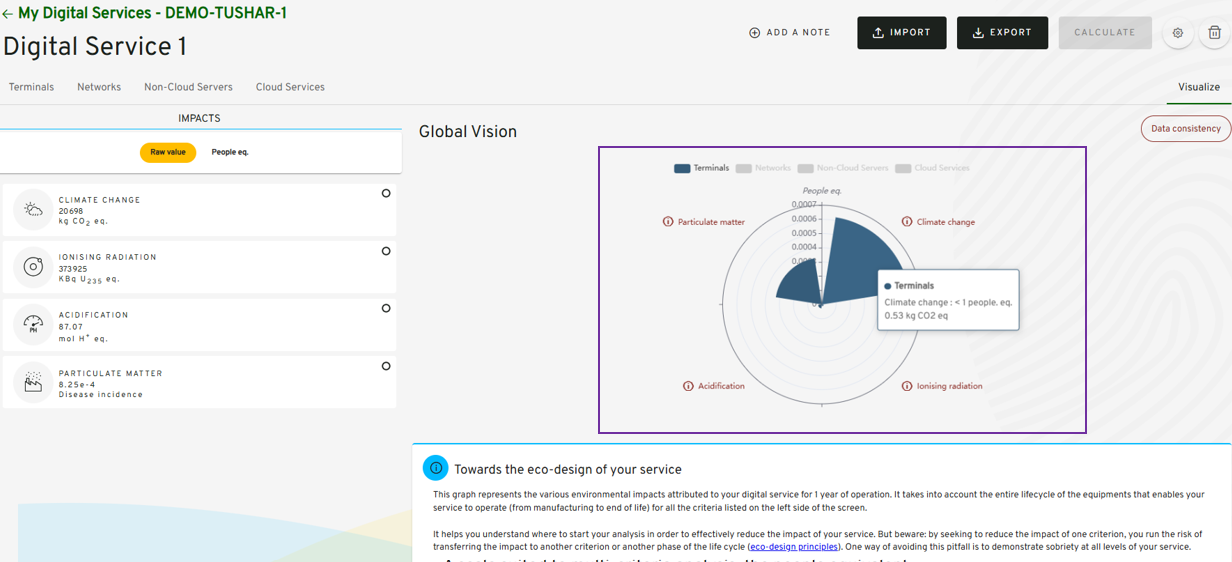 ← My Digital Services - DEMO-TUSHAR-1
Digital Service 1
ADD A NOTE
IMPORT
EXPORT
CALCULATE
Terminals
Networks
Non-Cloud Servers
Cloud Services
Visualize
IMPACTS
Raw value
People eq.
CLIMATE CHANGE
20698
kg CO2 eq.
IONISING RADIATION
373925
KBq U235 eq.
ACIDIFICATION
87.07
mol H+ eq.
PARTICULATE MATTER
8.25e-4
Disease incidence
Global Vision
Data consistency
Terminals Networks Non-Cloud Servers Cloud Services
People eq.
0.0007
0.0006
0.0005
0.0004
Particulate matter
Climate change
Terminals
Climate change : < 1 people. eq.
0.53 kg CO2 eq
Acidification
Ionising radiation
Towards the eco-design of your service
This graph represents the various environmental impacts attributed to your digital service for 1 year of operation. It takes into account the entire lifecycle of the equipments that enables your
service to operate (from manufacturing to end of life) for all the criteria listed on the left side of the screen.
It helps you understand where to start your analysis in order to effectively reduce the impact of your service. But beware: by seeking to reduce the impact of one criterion, you run the risk of
transferring the impact to another criterion or another phase of the life cycle (eco-design principles). One way of avoiding this pitfall is to demonstrate sobriety at all levels of your service.